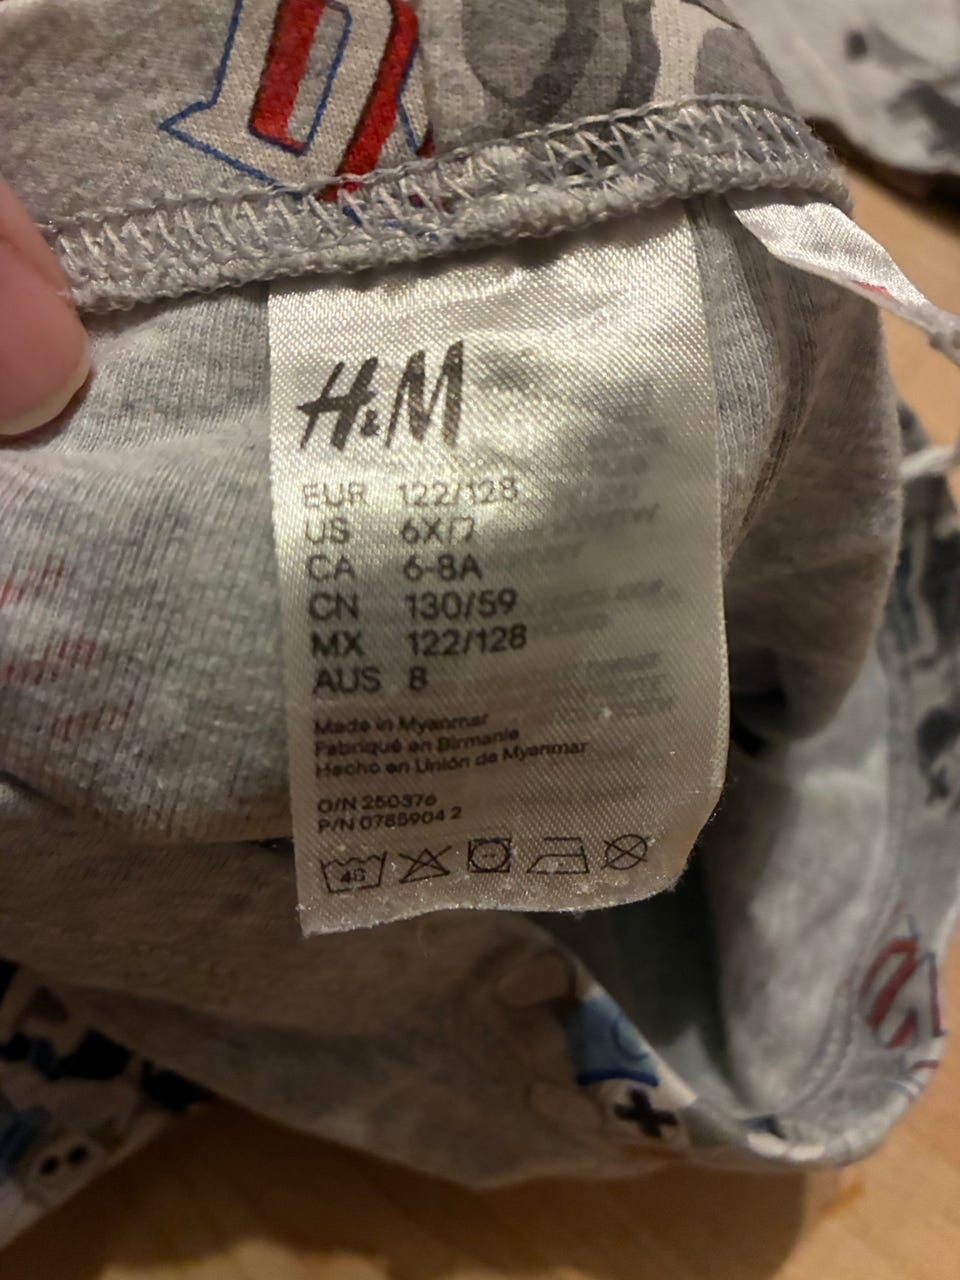 H&M
EUR 122/128
US 6X/7
CA 6-8A
CN 130/59
MX 122/128
AUS 8
Made in Myanmar
Fabriqué en Birmanie
Hecho en Unión de Myanmar
O/N 250376
P/N 0785904 2
40